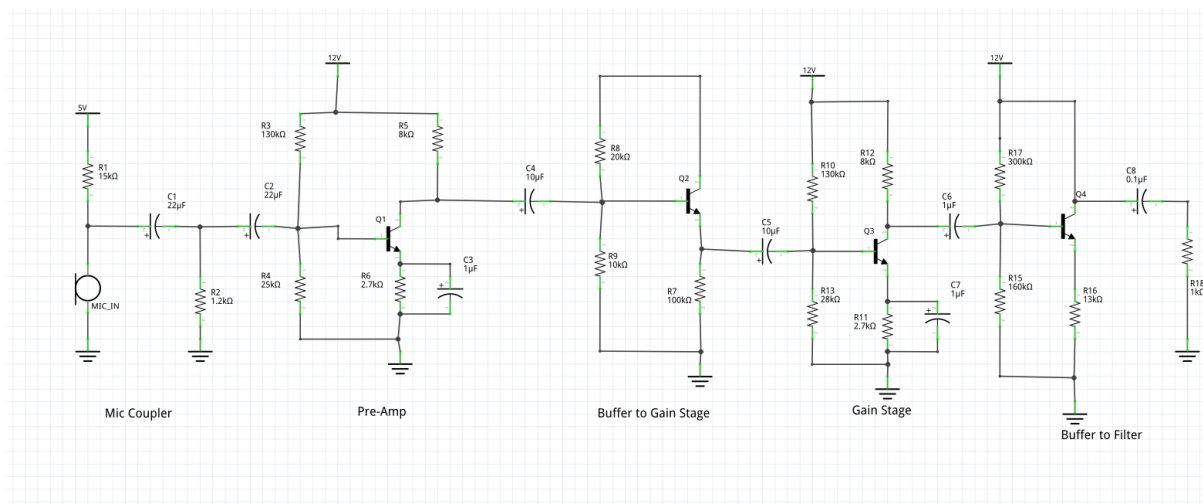 12V
12V
12V
5V
R3
130kΩ
R5
8kΩ
R8
20kΩ
R12
8kΩ
R17
300kΩ
R1
15kΩ
C4
10µF
R10
130kΩ
C8
0.1µF
C2
22µF
Q2
C1
22µF
C6
1µF
Q4
Q1
C5
10µF
Q3
C3
1µF
R9
10kΩ
R4
25kΩ
R6
2.7kΩ
R15
160kΩ
R18
1kΩ
R2
1.2kΩ
R7
100kΩ
R13
28kΩ
C7
1µF
R16
13kΩ
MIC_IN
R11
2.7kΩ
Mic Coupler
Pre-Amp
Buffer to Gain Stage
Gain Stage
Buffer to Filter